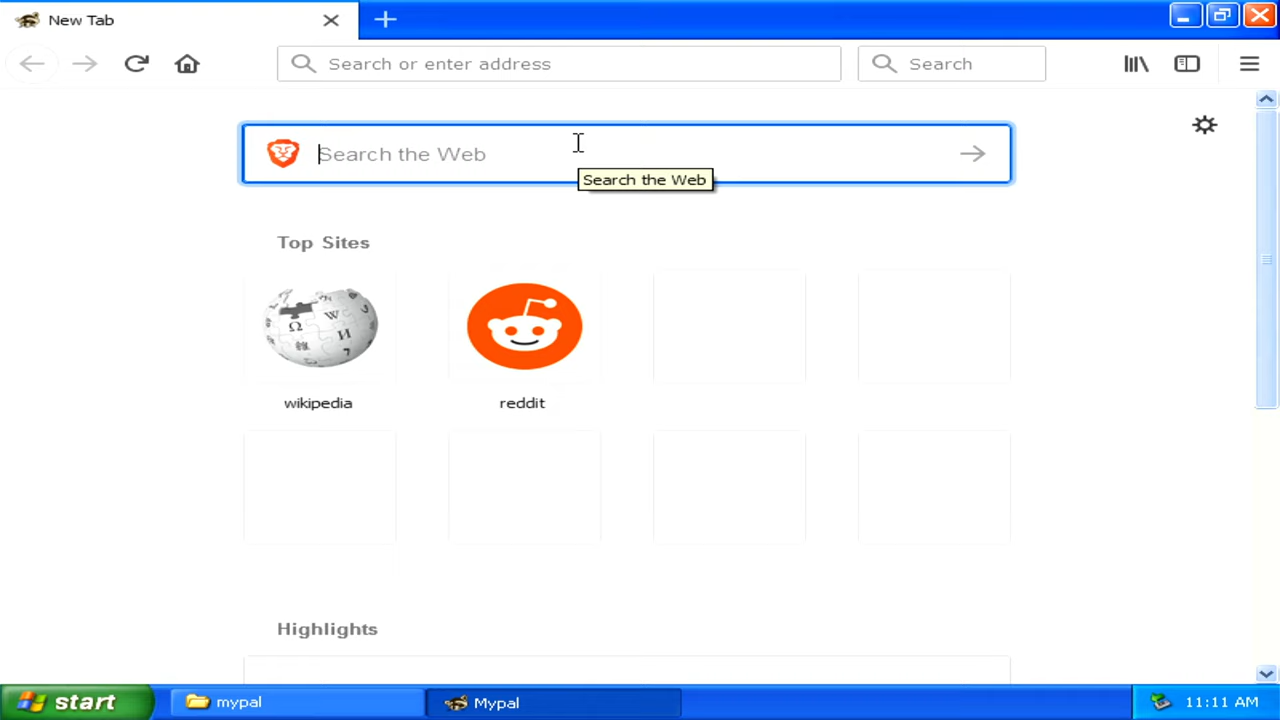 New Tab
Search or enter address
Search
Search the Web
Search the Web
Top Sites
wikipedia
reddit
Highlights
start
mypal
Mypal
11:11 AM